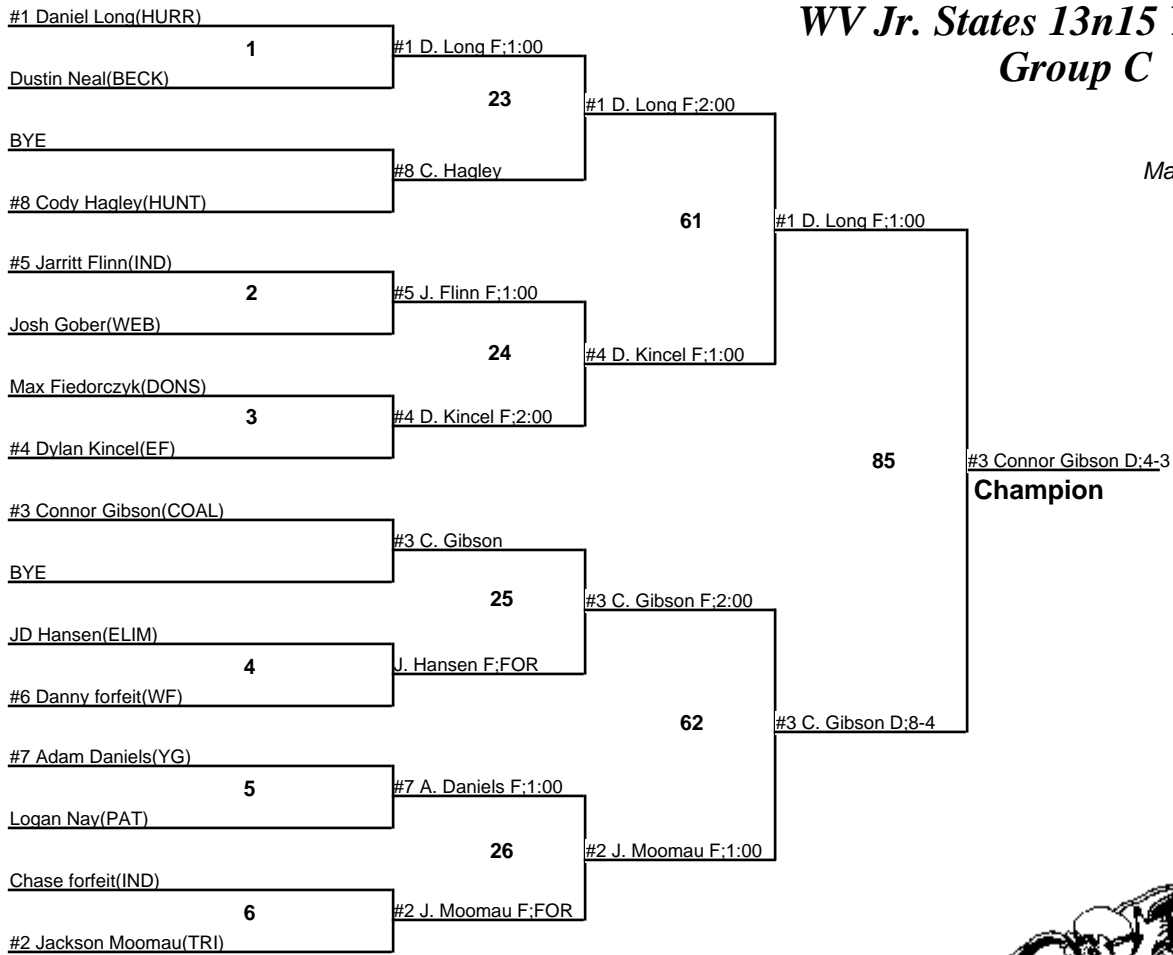 WV Jr. States 13n15
Group C
Ma
#1 Daniel Long(HURR)
1
Dustin Neal(BECK)
BYE
#8 Cody Hagley(HUNT)
#5 Jarritt Flinn(IND)
2
Josh Gober(WEB)
Max Fiedorczyk(DONS)
3
#4 Dylan Kincel(EF)
#3 Connor Gibson(COAL)
BYE
JD Hansen(ELIM)
4
#6 Danny forfeit(WF)
#7 Adam Daniels(YG)
5
Logan Nay(PAT)
Chase forfeit(IND)
6
#2 Jackson Moomau(TRI)
#1 D. Long F;1:00
23
#8 C. Hagley
#5 J. Flinn F;1:00
24
#4 D. Kincel F;2:00
#3 C. Gibson
25
J. Hansen F;FOR
#7 A. Daniels F;1:00
26
#2 J. Moomau F;FOR
#1 D. Long F;2:00
61
#4 D. Kincel F;1:00
#3 C. Gibson F;2:00
62
#2 J. Moomau F;1:00
#1 D. Long F;1:00
85
#3 C. Gibson D;8-4
#3 Connor Gibson D;4-3
Champion